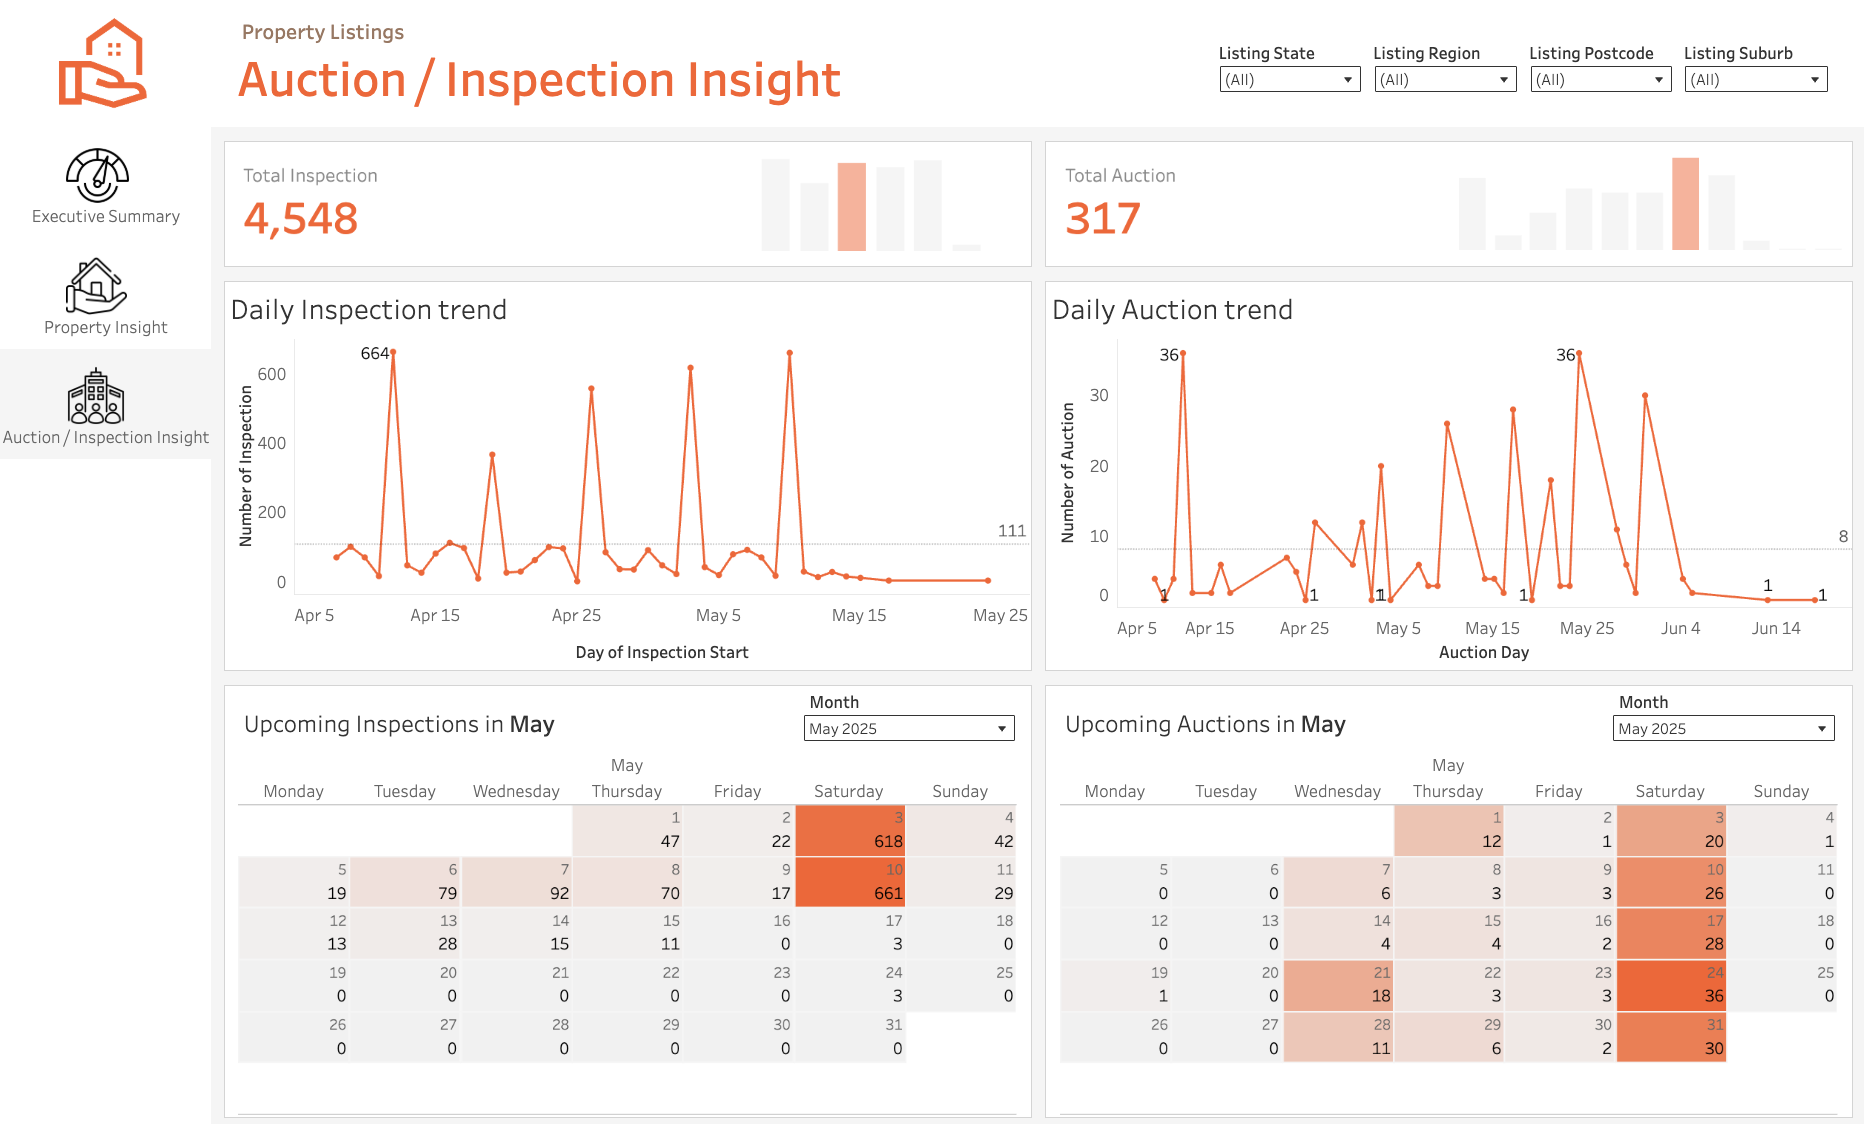 Property Listings
Auction / Inspection Insight
Listing State
Listing Region
Listing Postcode
Listing Suburb
(All)
(All)
(All)
(All)
Executive Summary
Property Insight
Auction / Inspection Insight
Total Inspection
4,548
Total Auction
317
Daily Inspection trend
Number of Inspection
600
400
200
0
664
111
Apr 5
Apr 15
Apr 25
May 5
May 15
May 25
Day of Inspection Start
Daily Auction trend
Number of Auction
30
20
10
0
36
36
8
1
1
1
1
1
1
Apr 5
Apr 15
Apr 25
May 5
May 15
May 25
Jun 4
Jun 14
Auction Day
Upcoming Inspections in May
Month
May 2025
May
Monday Tuesday Wednesday Thursday Friday Saturday Sunday
1 2 3 4
47 22 618 42
5 6 7 8 9 10 11
19 79 92 70 17 661 29
12 13 14 15 16 17 18
13 28 15 11 0 3 0
19 20 21 22 23 24 25
0 0 0 0 0 3 0
26 27 28 29 30 31
0 0 0 0 0 0
Upcoming Auctions in May
Month
May 2025
May
Monday Tuesday Wednesday Thursday Friday Saturday Sunday
1 2 3 4
12 1 20 1
5 6 7 8 9 10 11
0 0 6 3 3 26 0
12 13 14 15 16 17 18
0 0 4 4 2 28 0
19 20 21 22 23 24 25
1 0 18 3 3 36 0
26 27 28 29 30 31
0 0 11 6 2 30